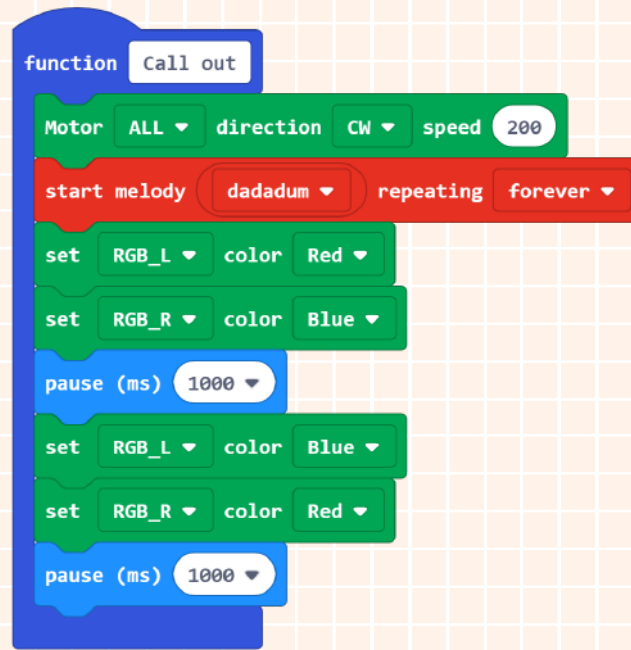 function Call out
Motor ALL direction CW speed 200
start melody dadadum repeating forever
set RGB_L color Red
set RGB_R color Blue
pause (ms) 1000
set RGB_L color Blue
set RGB_R color Red
pause (ms) 1000